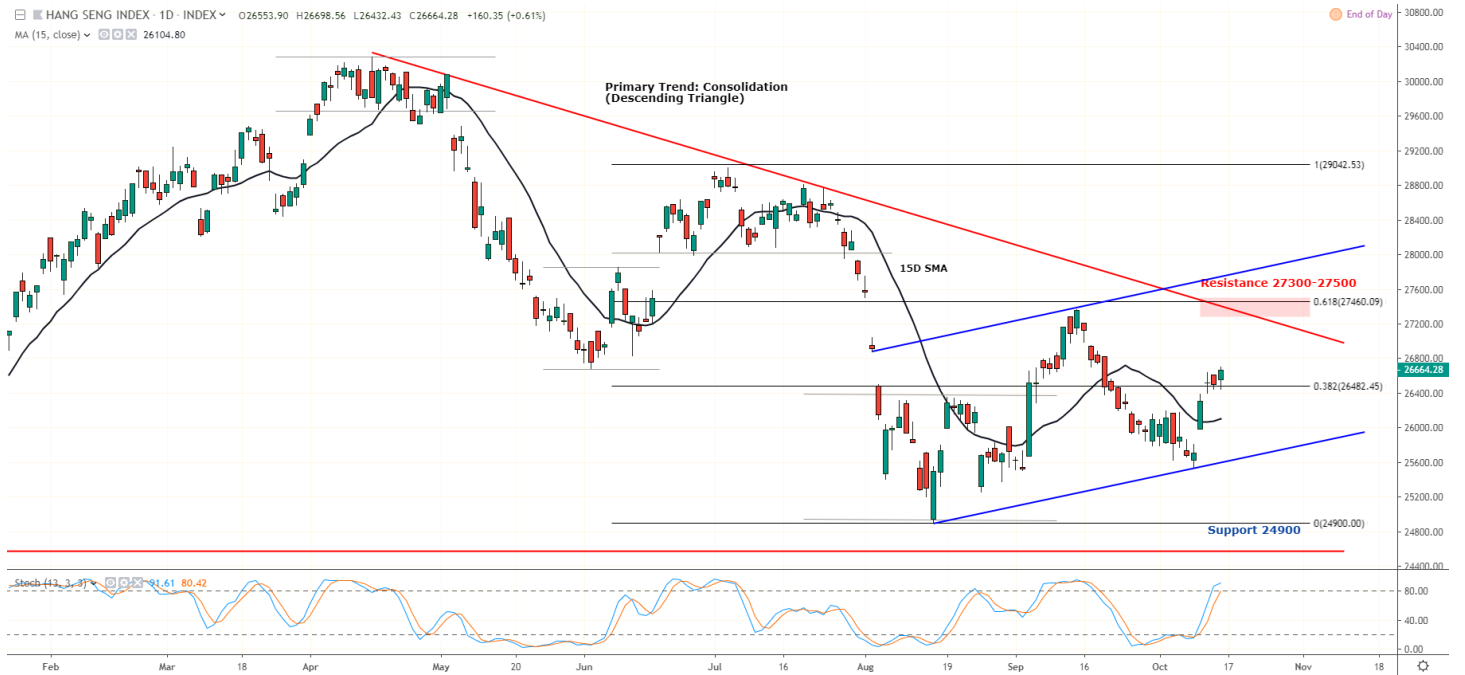 HANG SENG INDEX · 1D · INDEX O26553.90 H26698.56 L26432.43 C26664.28 +160.35 (+0.61%)
End of Day
MA (15, close) 26104.80
Primary Trend: Consolidation
(Descending Triangle)
15D SMA
1(29042.53)
Resistance 27300-27500
0.618(27460.09)
0.382(26482.45)
Support 24900
0(24900.00)
30800.00
30400.00
30000.00
29600.00
29200.00
28800.00
28400.00
28000.00
27600.00
27200.00
26800.00
26664.28
26400.00
26000.00
25600.00
25200.00
24800.00
24400.00
Stoch (13, 3, 3) 91.61 80.42
80.00
40.00
0.00
Feb Mar 18 Apr May 20 Jun Jul 16 Aug 19 Sep 16 Oct 17 Nov 18